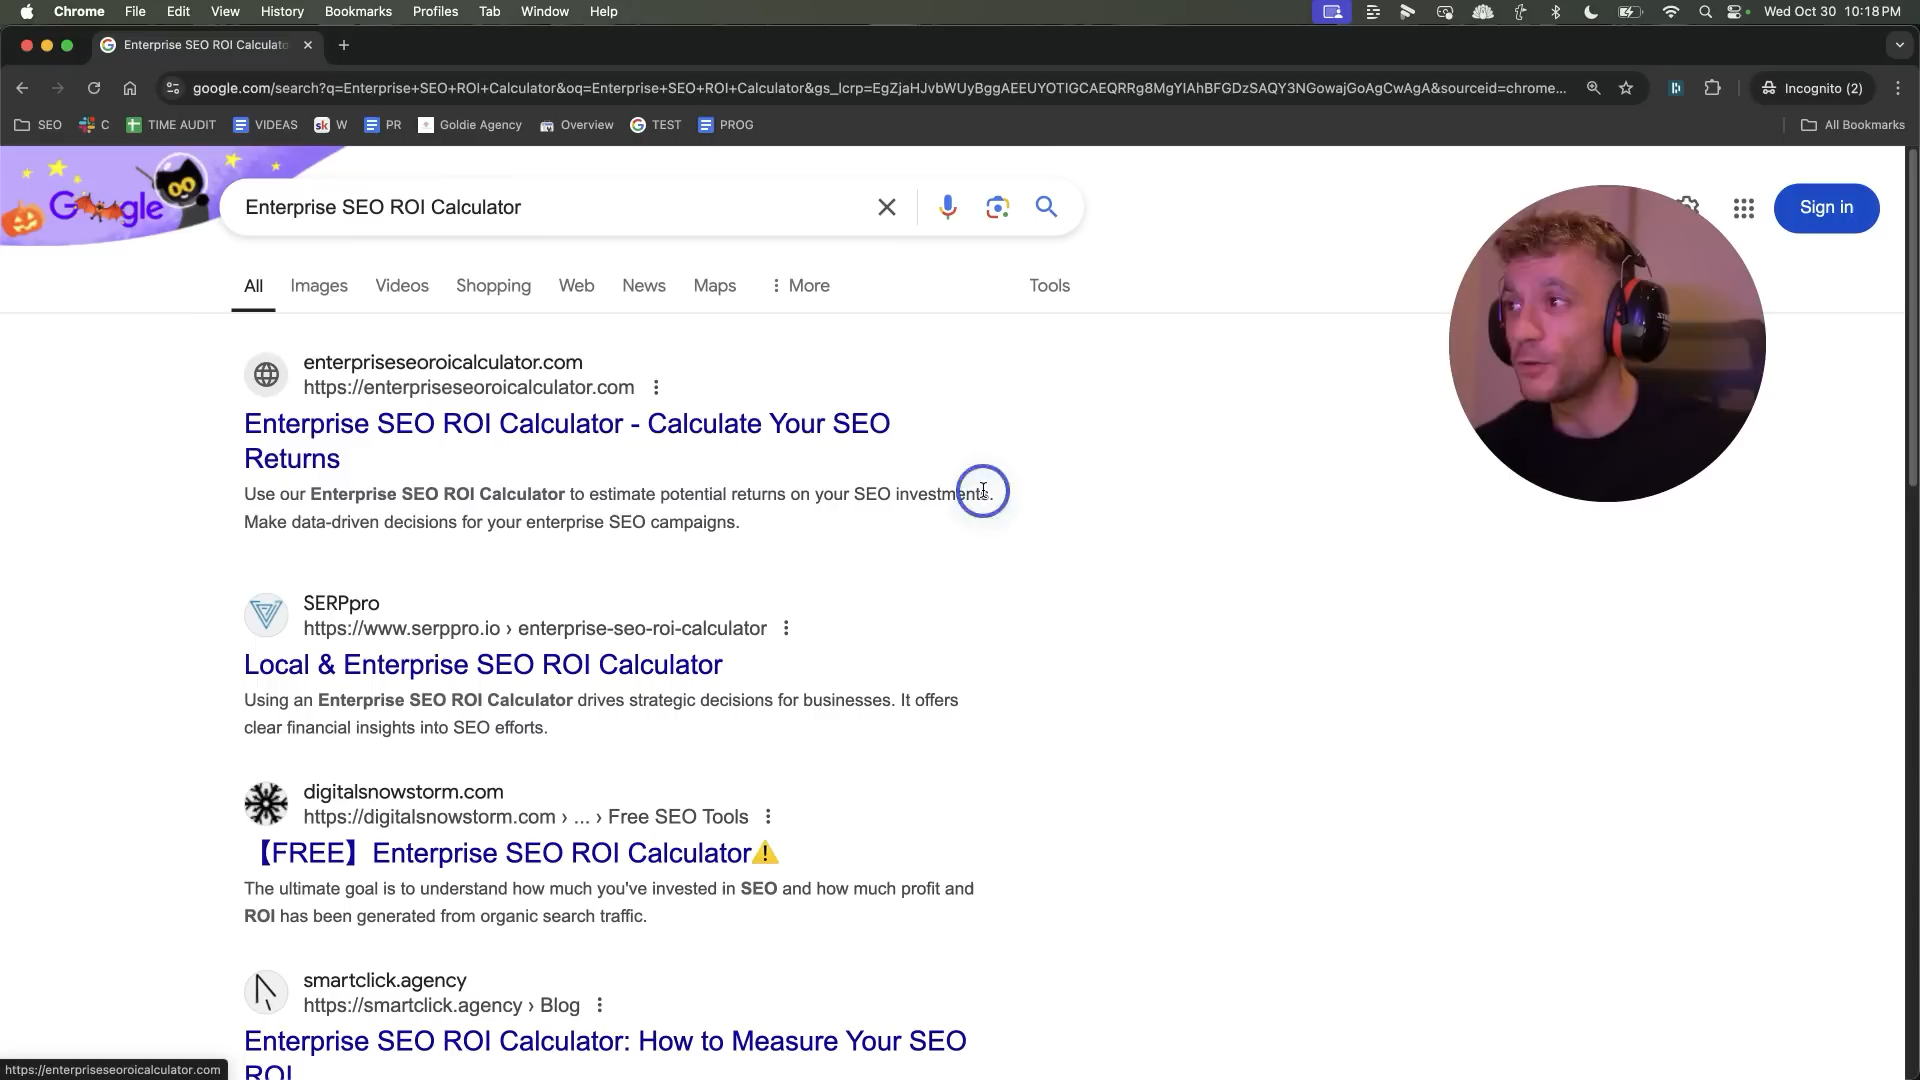 Chrome File Edit View History Bookmarks Profiles Tab Window Help Wed Oct 30 10:18 PM
Enterprise SEO ROI Calculato
google.com/search?q=Enterprise+SEO+ROI+Calculator&oq=Enterprise+SEO+ROI+Calculator&gs_lcrp=EgZjaHJvbWUyBggAEEUYOTIGCAEQRRg8MgYIAhBFGDzSAQY3NGowajGoAgCwAgA&sourceid=chrome... Incognito (2)
SEO C TIME AUDIT VIDEAS sk W PR Goldie Agency Overview TEST PROG All Bookmarks
Google Enterprise SEO ROI Calculator Sign in
All Images Videos Shopping Web News Maps More Tools
enterpriseseoroicalculator.com
https://enterpriseseoroicalculator.com
Enterprise SEO ROI Calculator - Calculate Your SEO
Returns
Use our Enterprise SEO ROI Calculator to estimate potential returns on your SEO investments.
Make data-driven decisions for your enterprise SEO campaigns.
SERPpro
https://www.serppro.io › enterprise-seo-roi-calculator
Local & Enterprise SEO ROI Calculator
Using an Enterprise SEO ROI Calculator drives strategic decisions for businesses. It offers
clear financial insights into SEO efforts.
digitalsnowstorm.com
https://digitalsnowstorm.com › ... › Free SEO Tools
【FREE】Enterprise SEO ROI Calculator⚠️
The ultimate goal is to understand how much you've invested in SEO and how much profit and
ROI has been generated from organic search traffic.
smartclick.agency
https://smartclick.agency › Blog
Enterprise SEO ROI Calculator: How to Measure Your SEO
ROI
https://enterpriseseoroicalculator.com